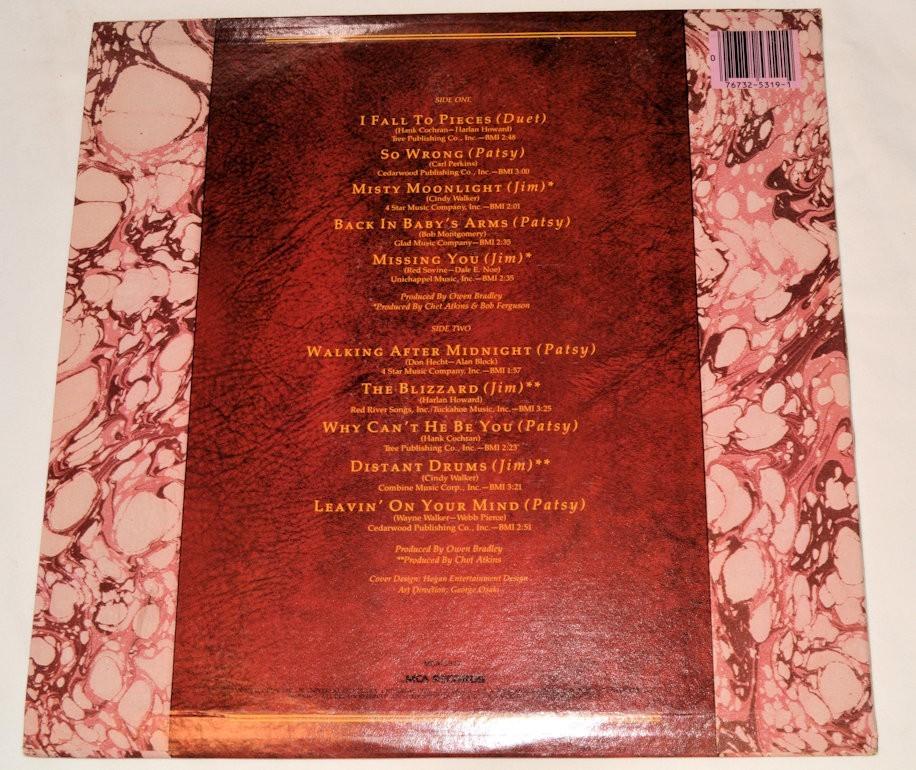 0
76732-5319-1
SIDE ONE
I FALL TO PIECES (Duet)
(Hank Cochran—Harlan Howard)
Tree Publishing Co., Inc.—BMI 2:48
SO WRONG (Patsy)
(Carl Perkins)
Cedarwood Publishing Co., Inc.—BMI 3:00
MISTY MOONLIGHT (Jim)*
(Cindy Walker)
4 Star Music Company, Inc.—BMI 2:01
BACK IN BABY'S ARMS (Patsy)
(Bob Montgomery)
Glad Music Company—BMI 2:35
MISSING YOU (Jim)*
(Red Sovine—Dale E. Noe)
Unichappel Music, Inc.—BMI 2:35
Produced By Owen Bradley
*Produced By Chet Atkins & Bob Ferguson
SIDE TWO
WALKING AFTER MIDNIGHT (Patsy)
(Don Hecht—Alan Block)
4 Star Music Company, Inc.—BMI 1:57
THE BLIZZARD (Jim)**
(Harlan Howard)
Red River Songs, Inc./Tuckahoe Music, Inc.—BMI 3:25
WHY CAN'T HE BE YOU (Patsy)
(Hank Cochran)
Tree Publishing Co., Inc.—BMI 2:23
DISTANT DRUMS (Jim)**
(Cindy Walker)
Combine Music Corp., Inc.—BMI 3:21
LEAVIN' ON YOUR MIND (Patsy)
(Wayne Walker—Webb Pierce)
Cedarwood Publishing Co., Inc.—BMI 2:51
Produced By Owen Bradley
**Produced By Chet Atkins
Cover Design: Hogan Entertainment Design
Art Direction: George Osaki
MCA RECORDS